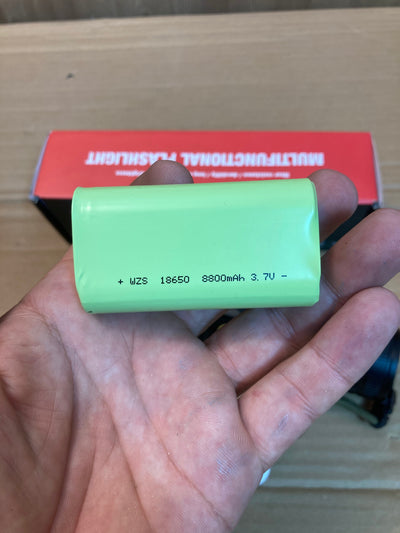 MULTIFUNCTIONAL FLASHLIGHT
+ WZS 18650 8800mAh 3.7V -